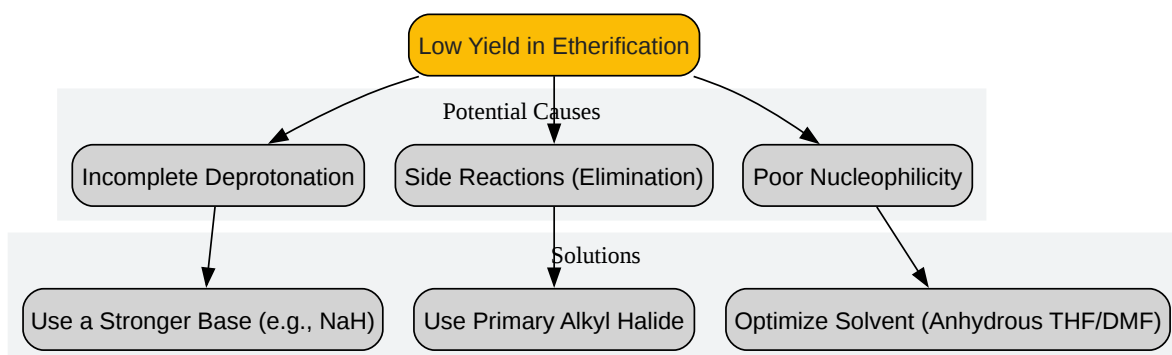 Low Yield in Etherification
Potential Causes
Incomplete Deprotonation
Side Reactions (Elimination)
Poor Nucleophilicity
Solutions
Use a Stronger Base (e.g., NaH)
Use Primary Alkyl Halide
Optimize Solvent (Anhydrous THF/DMF)